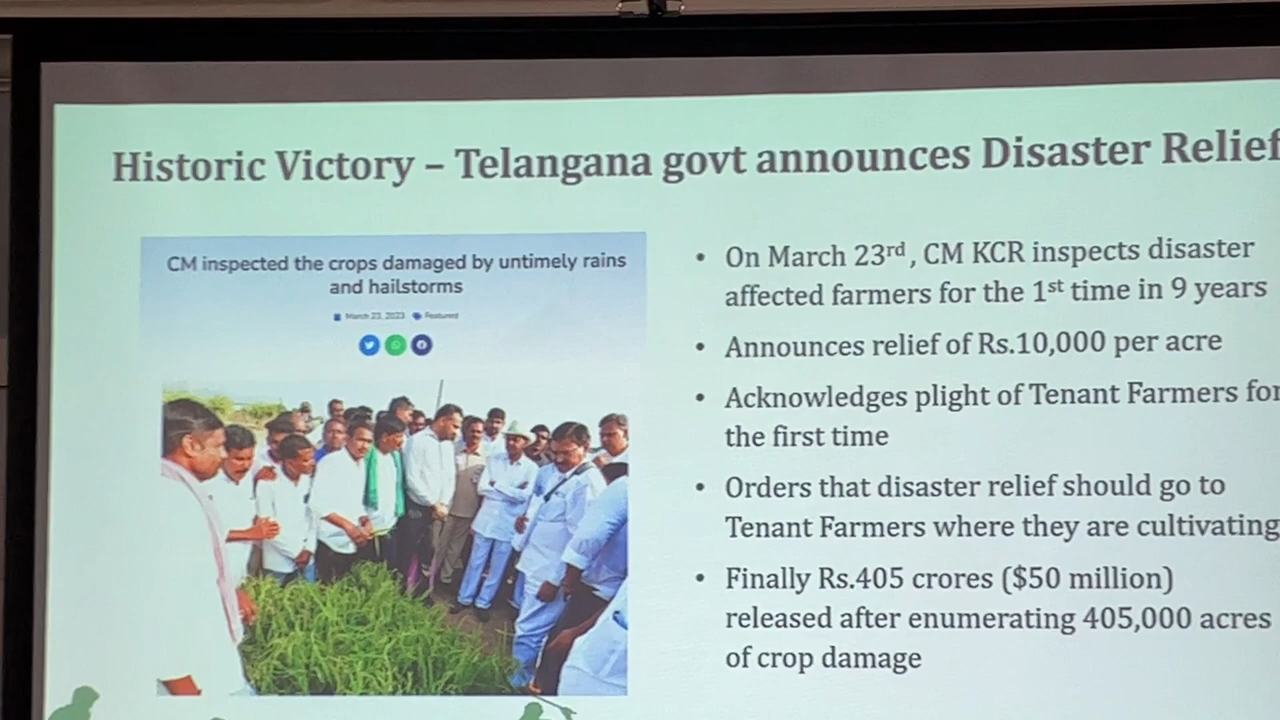 Historic Victory – Telangana govt announces Disaster Relief
CM inspected the crops damaged by untimely rains
and hailstorms
March 23, 2023 Featured
• On March 23rd, CM KCR inspects disaster
affected farmers for the 1st time in 9 years
• Announces relief of Rs.10,000 per acre
• Acknowledges plight of Tenant Farmers for
the first time
• Orders that disaster relief should go to
Tenant Farmers where they are cultivating
• Finally Rs.405 crores ($50 million)
released after enumerating 405,000 acres
of crop damage